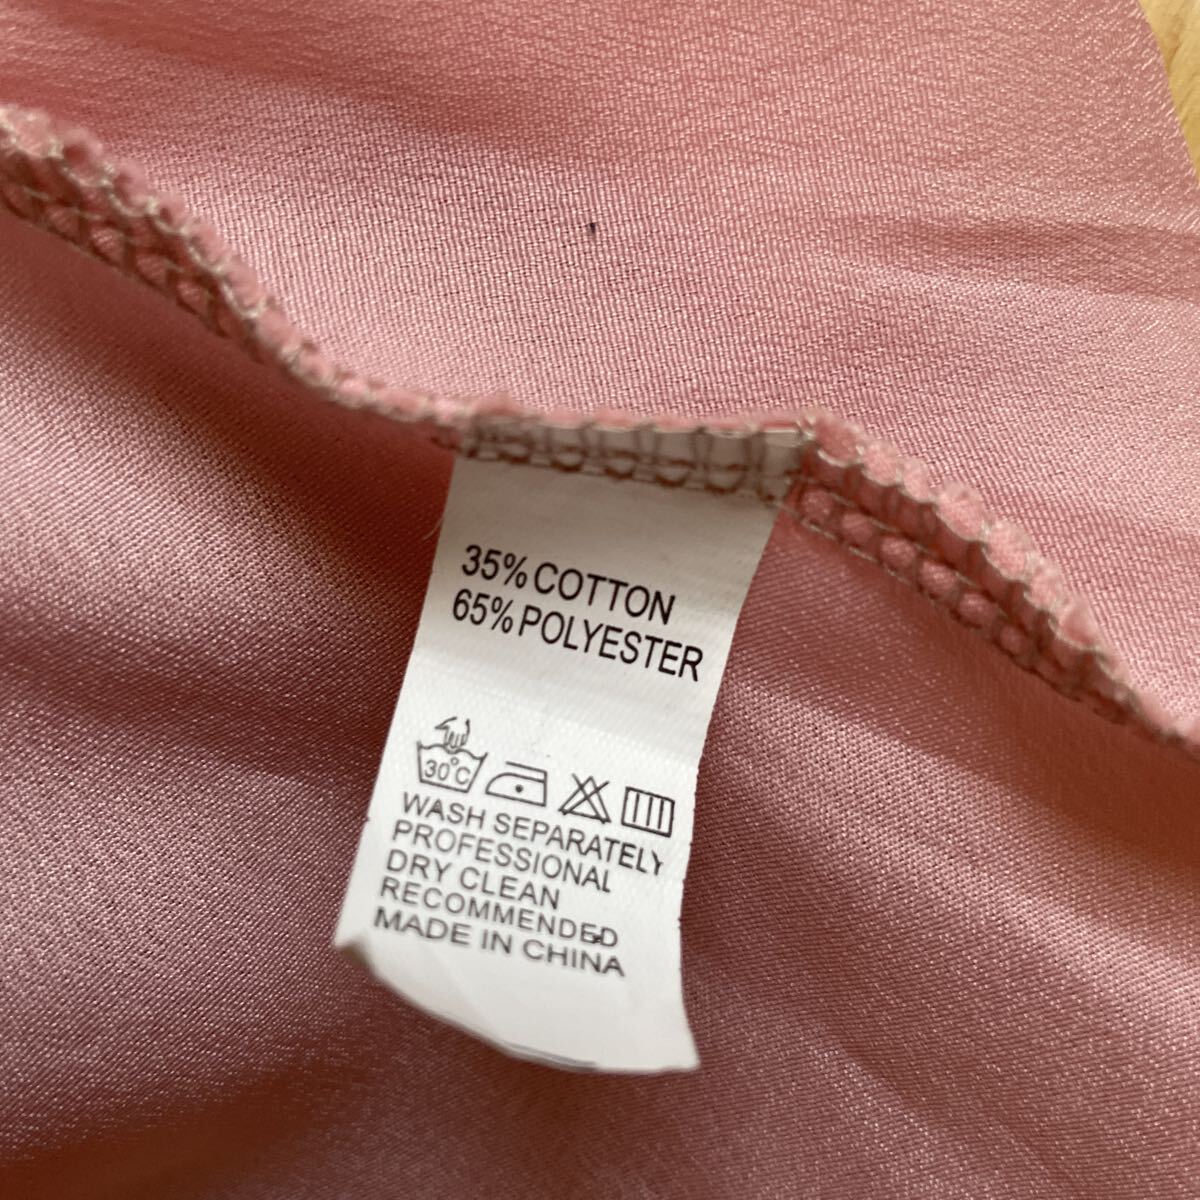 35% COTTON
65% POLYESTER
30°C
WASH SEPARATELY
PROFESSIONAL
DRY CLEAN
RECOMMENDED
MADE IN CHINA